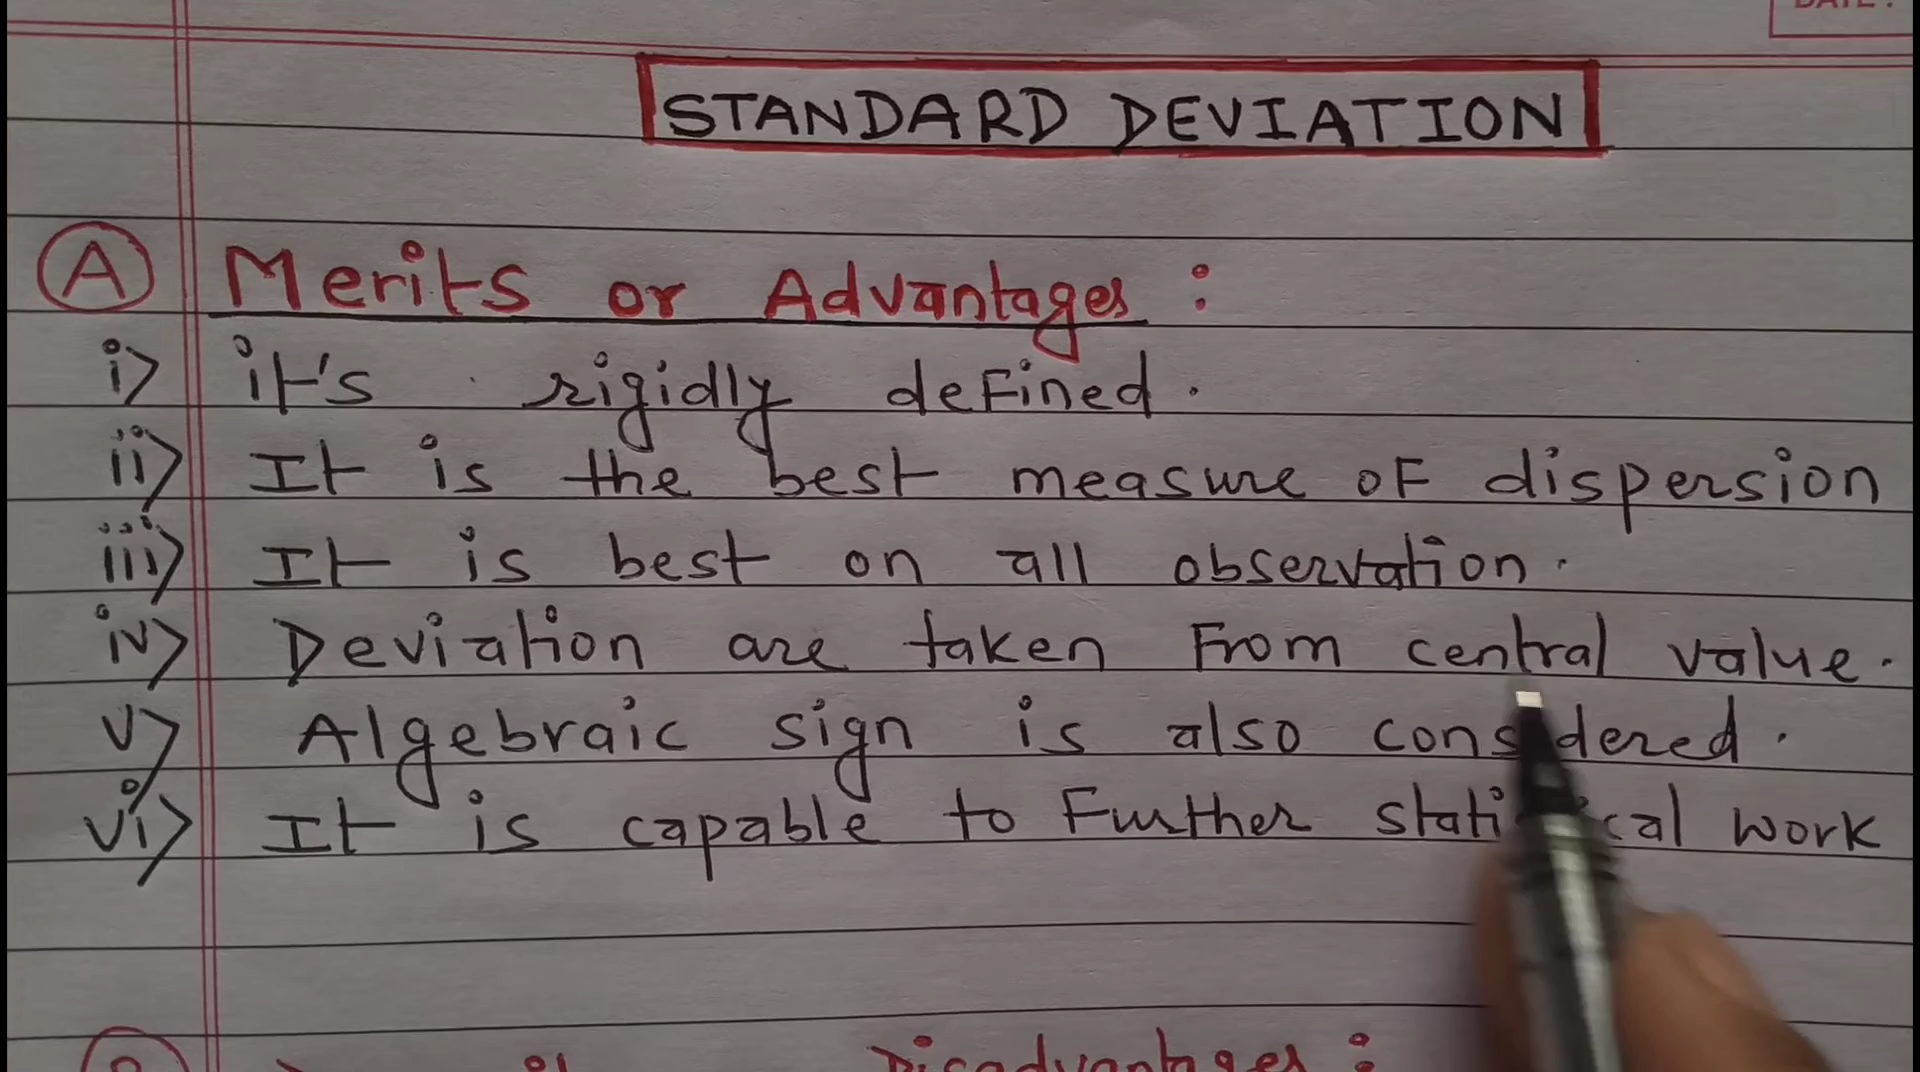 DATE :
STANDARD DEVIATION
A Merits or Advantages :
i) it's rigidly defined.
ii) It is the best measure of dispersion
iii) It is best on all observation.
iv) Deviation are taken from central value.
v) Algebraic sign is also considered.
vi) It is capable to further work
Disadvantages :